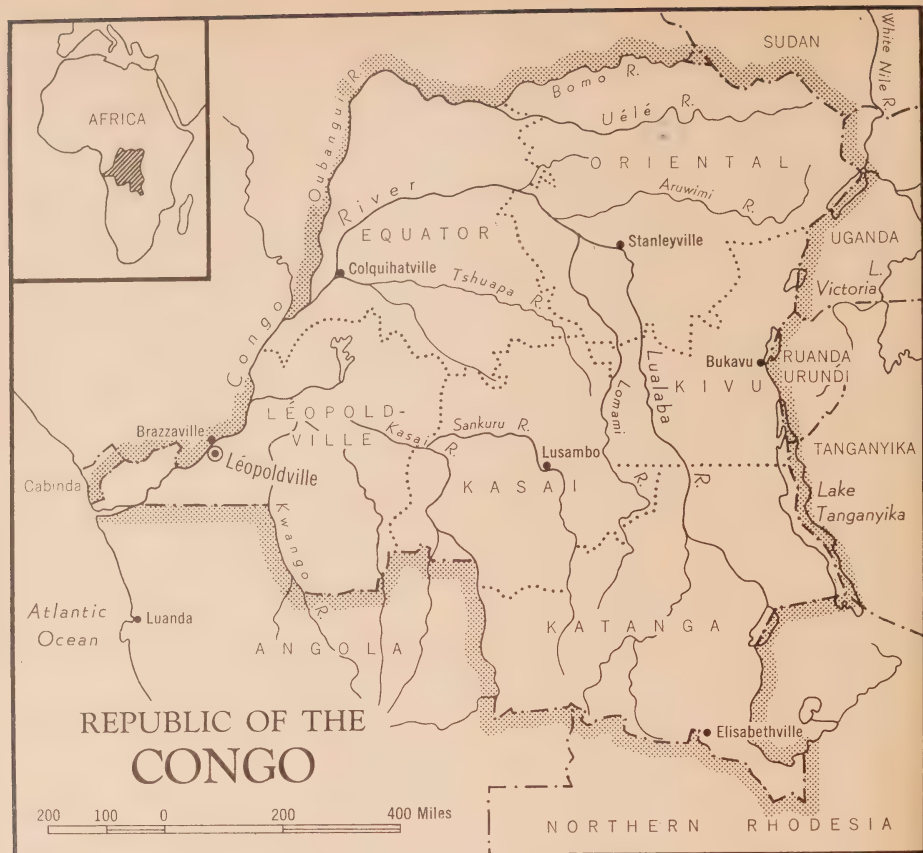 AFRICA
SUDAN
White Nile R.
Bomo R.
Uélé R.
Oubangui R.
ORIENTAL
Aruwimi R.
River
EQUATOR
Stanleyville
UGANDA
Colquihatville
Tshuapa R.
L.
Victoria
Congo
Bukavu
RUANDA
URUNDI
KIVU
Lualaba R.
Lomami R.
LÉOPOLD-
VILLE
Kasai R.
Sankuru R.
Brazzaville
Léopoldville
Lusambo
TANGANYIKA
KASAI
Cabinda
Lake
Tanganyika
Kwango R.
Atlantic
Ocean
Luanda
KATANGA
ANGOLA
REPUBLIC OF THE
CONGO
Elisabethville
200 0 200 400 Miles
NORTHERN RHODESIA